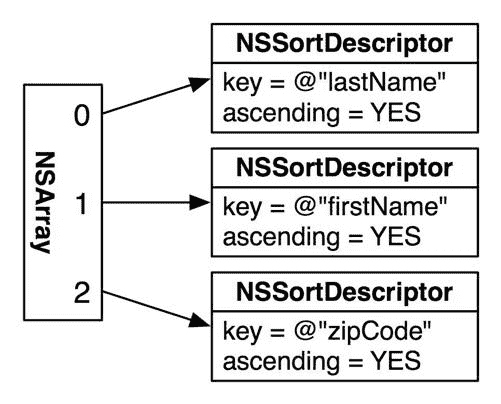 NSArray
0
1
2
NSSortDescriptor
key = @"lastName"
ascending = YES
NSSortDescriptor
key = @"firstName"
ascending = YES
NSSortDescriptor
key = @"zipCode"
ascending = YES